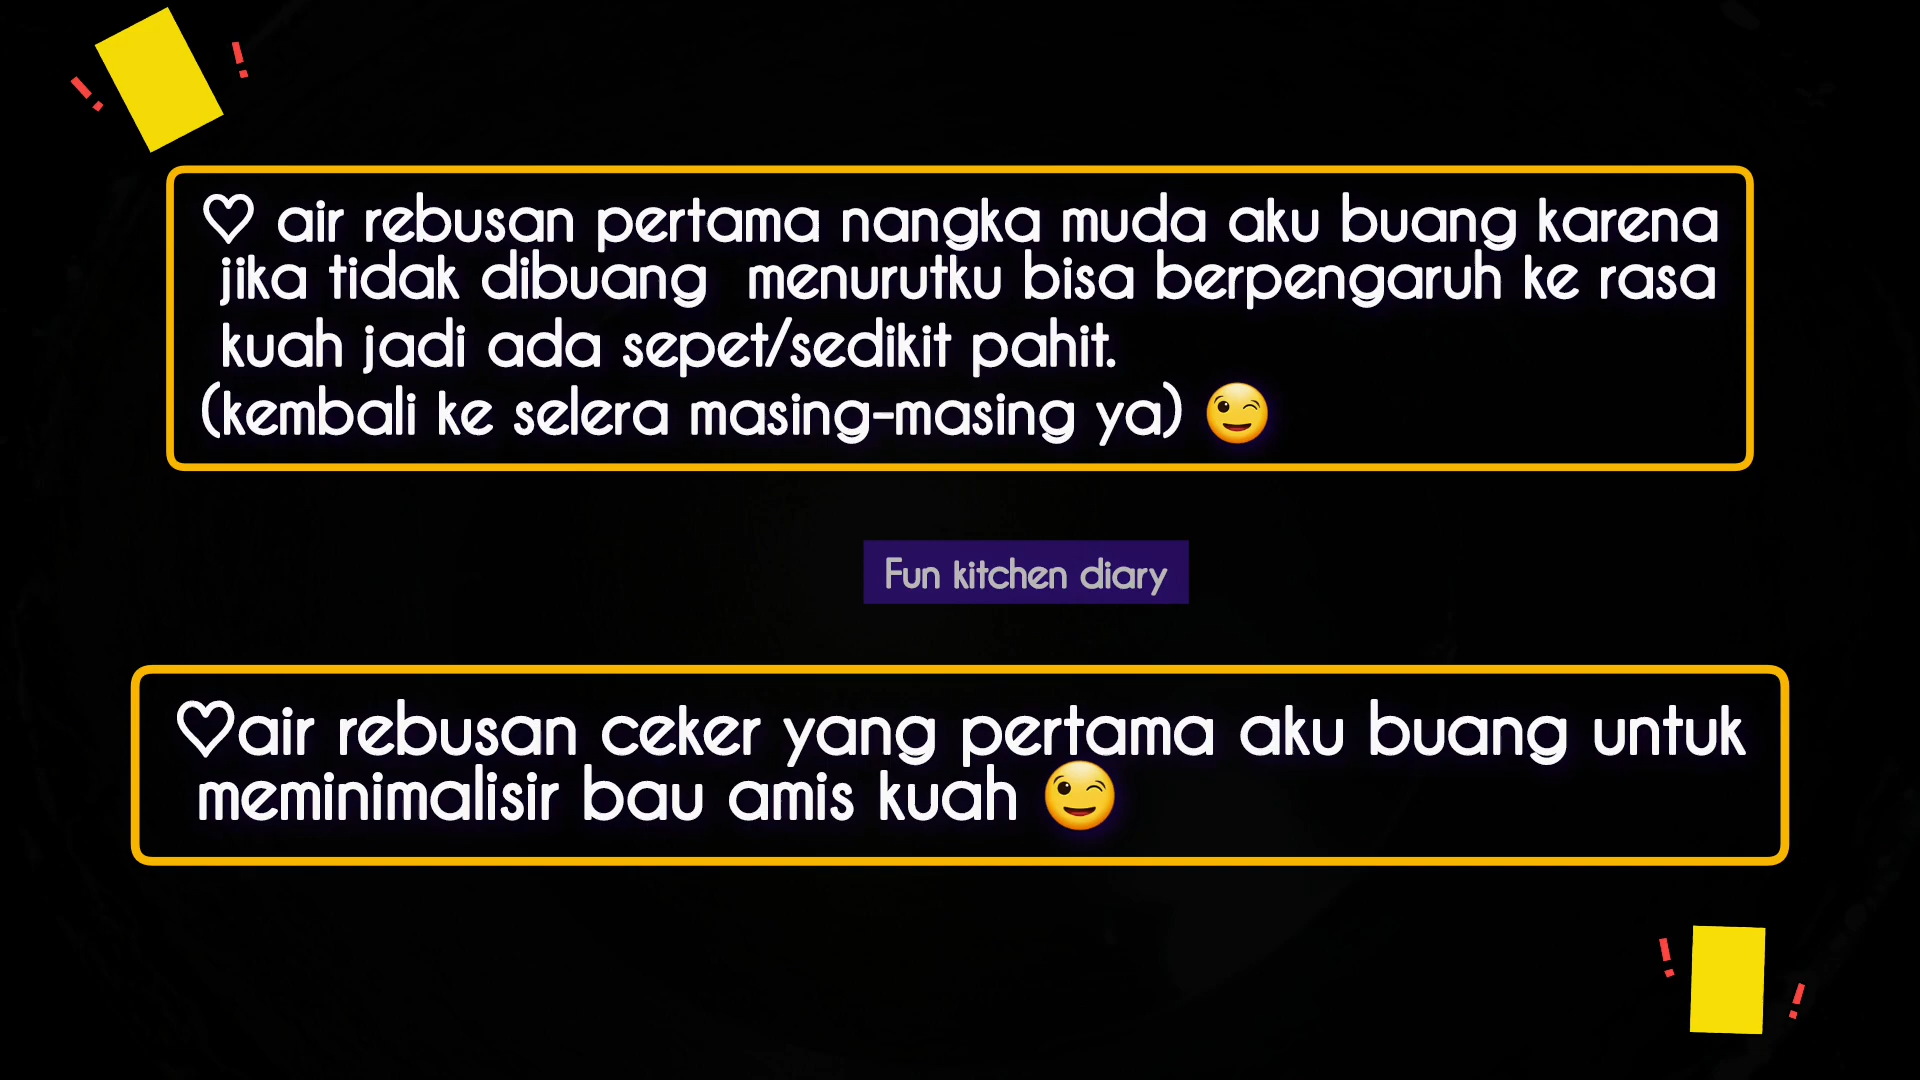 ♡ air rebusan pertama nangka muda aku buang karena
jika tidak dibuang menurutku bisa berpengaruh ke rasa
kuah jadi ada sepet/sedikit pahit.
(kembali ke selera masing-masing ya) 😉
Fun kitchen diary
♡air rebusan ceker yang pertama aku buang untuk
meminimalisir bau amis kuah 😉